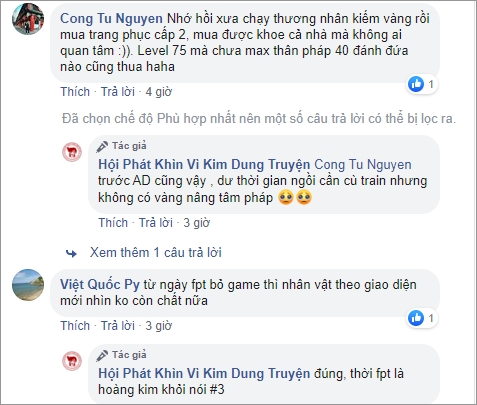 Cong Tu Nguyen Nhớ hồi xưa chạy thương nhân kiếm vàng rồi
mua trang phục cấp 2, mua được khoe cả nhà mà không ai
quan tâm :)). Level 75 mà chưa max thân pháp 40 đánh đứa
nào cũng thua haha
1
Thích · Trả lời · 4 giờ
Đã chọn chế độ Phù hợp nhất nên một số câu trả lời có thể bị lọc ra.
Tác giả
Hội Phát Khìn Vì Kim Dung Truyện Cong Tu Nguyen
trước AD cũng vậy , dư thời gian ngồi cần cù train nhưng
không có vàng nâng tâm pháp 🥺🥺
Thích · Trả lời · 3 giờ
Xem thêm 1 câu trả lời
Việt Quốc Py từ ngày fpt bỏ game thì nhân vật theo giao diện
mới nhìn ko còn chất nữa
1
Thích · Trả lời · 3 giờ
Tác giả
Hội Phát Khìn Vì Kim Dung Truyện đúng, thời fpt là
hoàng kim khỏi nói #3